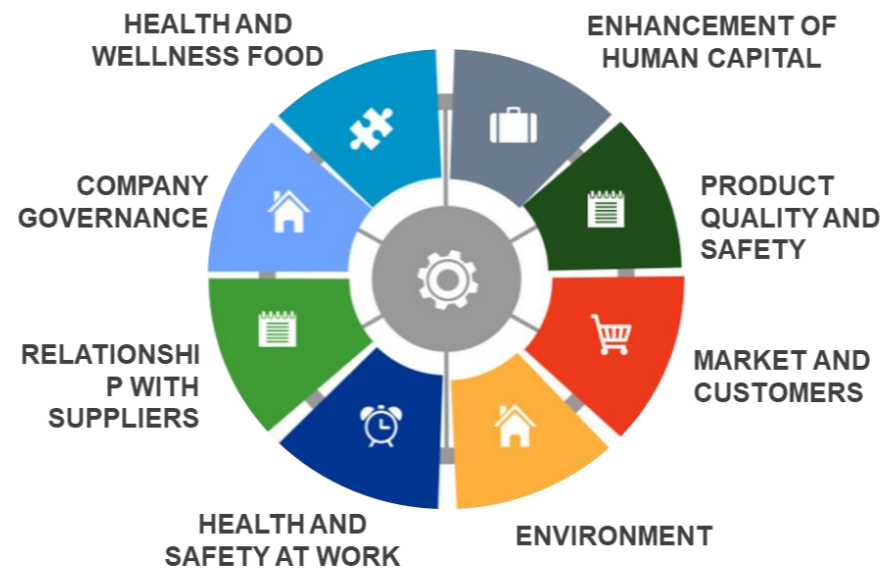 HEALTH AND
WELLNESS FOOD
ENHANCEMENT OF
HUMAN CAPITAL
COMPANY
GOVERNANCE
PRODUCT
QUALITY AND
SAFETY
RELATIONSHI
P WITH
SUPPLIERS
MARKET AND
CUSTOMERS
HEALTH AND
SAFETY AT WORK
ENVIRONMENT